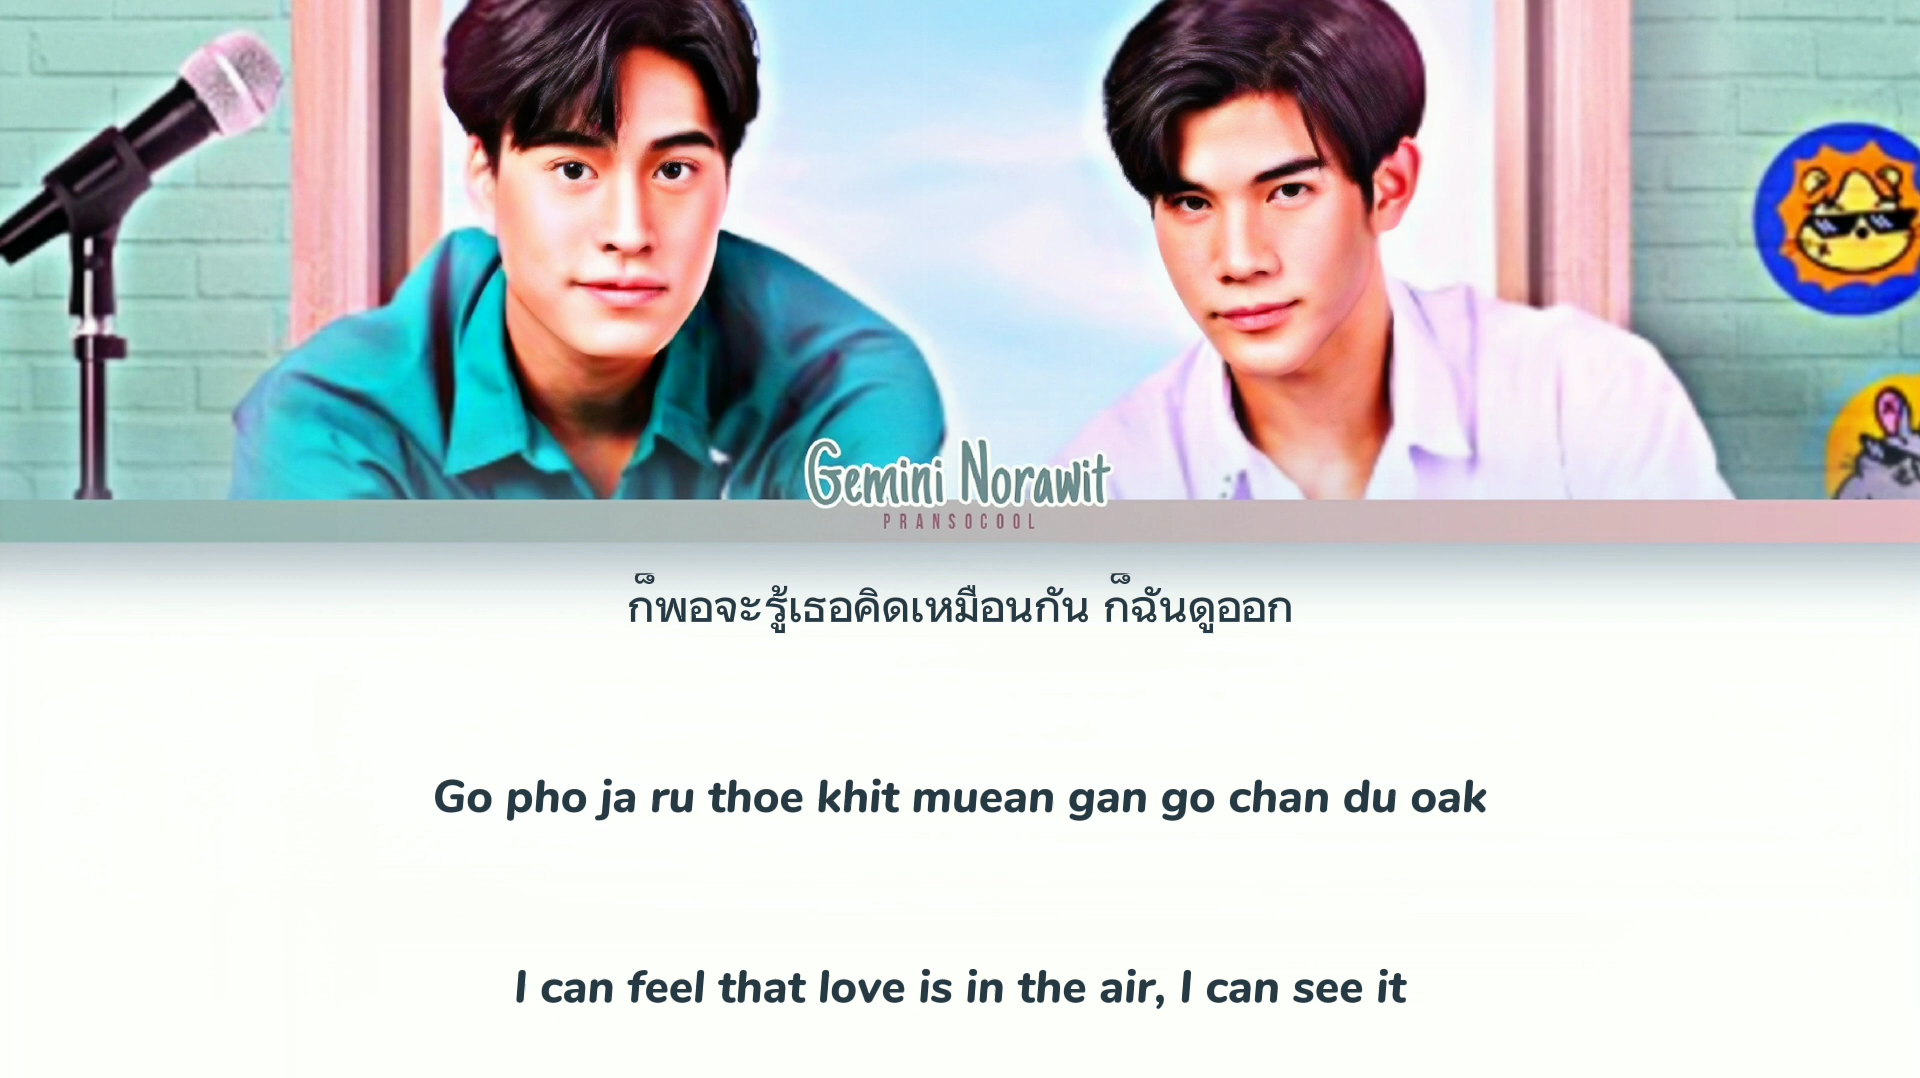 Gemini Norawit
PRANSOCOOL
ก็พอจะรู้เธอคิดเหมือนกัน ก็ฉันดูออก
Go pho ja ru thoe khit muean gan go chan du oak
I can feel that love is in the air, I can see it